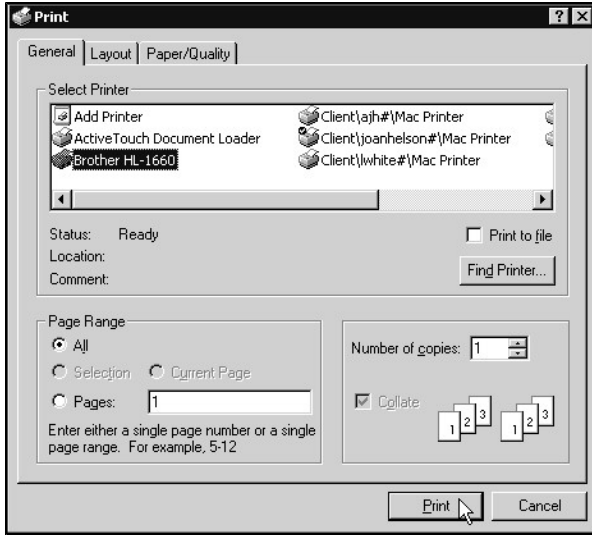 Print
General Layout Paper/Quality
Select Printer
Add Printer
ActiveTouch Document Loader
Brother HL-1660
Client\ajh#\Mac Printer
Client\joanhelson#\Mac Printer
Client\lwhite#\Mac Printer
Status: Ready
Location:
Comment:
Print to file
Find Printer...
Page Range
All
Selection Current Page
Pages: 1
Enter either a single page number or a single
page range. For example, 5-12
Number of copies: 1
Collate
1 2 3 1 2 3
Print Cancel